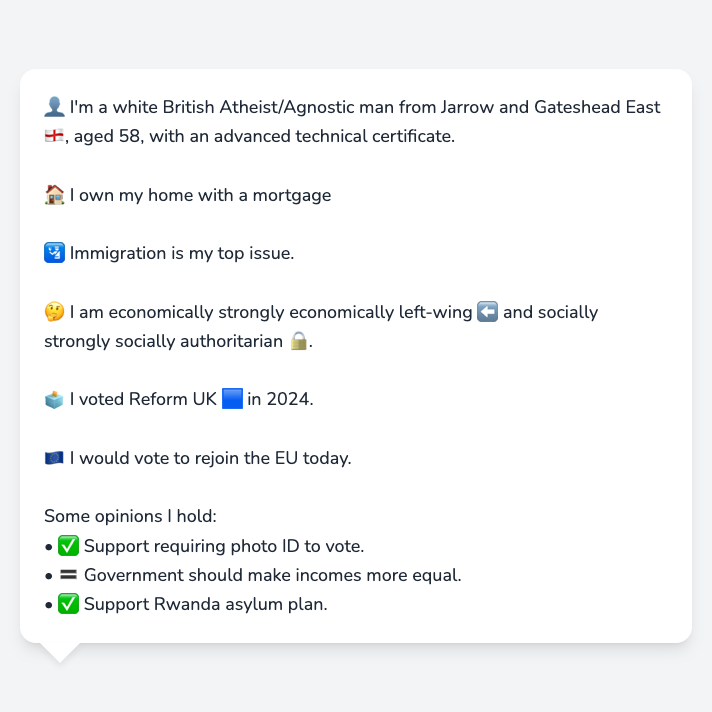 👤 I'm a white British Atheist/Agnostic man from Jarrow and Gateshead East
🏴󠁧󠁢󠁥󠁮󠁧󠁿, aged 58, with an advanced technical certificate.
🏠 I own my home with a mortgage
🛂 Immigration is my top issue.
🤔 I am economically strongly economically left-wing ⬅️ and socially
strongly socially authoritarian 🔒.
🗳️ I voted Reform UK 🟦 in 2024.
🇪🇺 I would vote to rejoin the EU today.
Some opinions I hold:
• ✅ Support requiring photo ID to vote.
• 🟰 Government should make incomes more equal.
• ✅ Support Rwanda asylum plan.